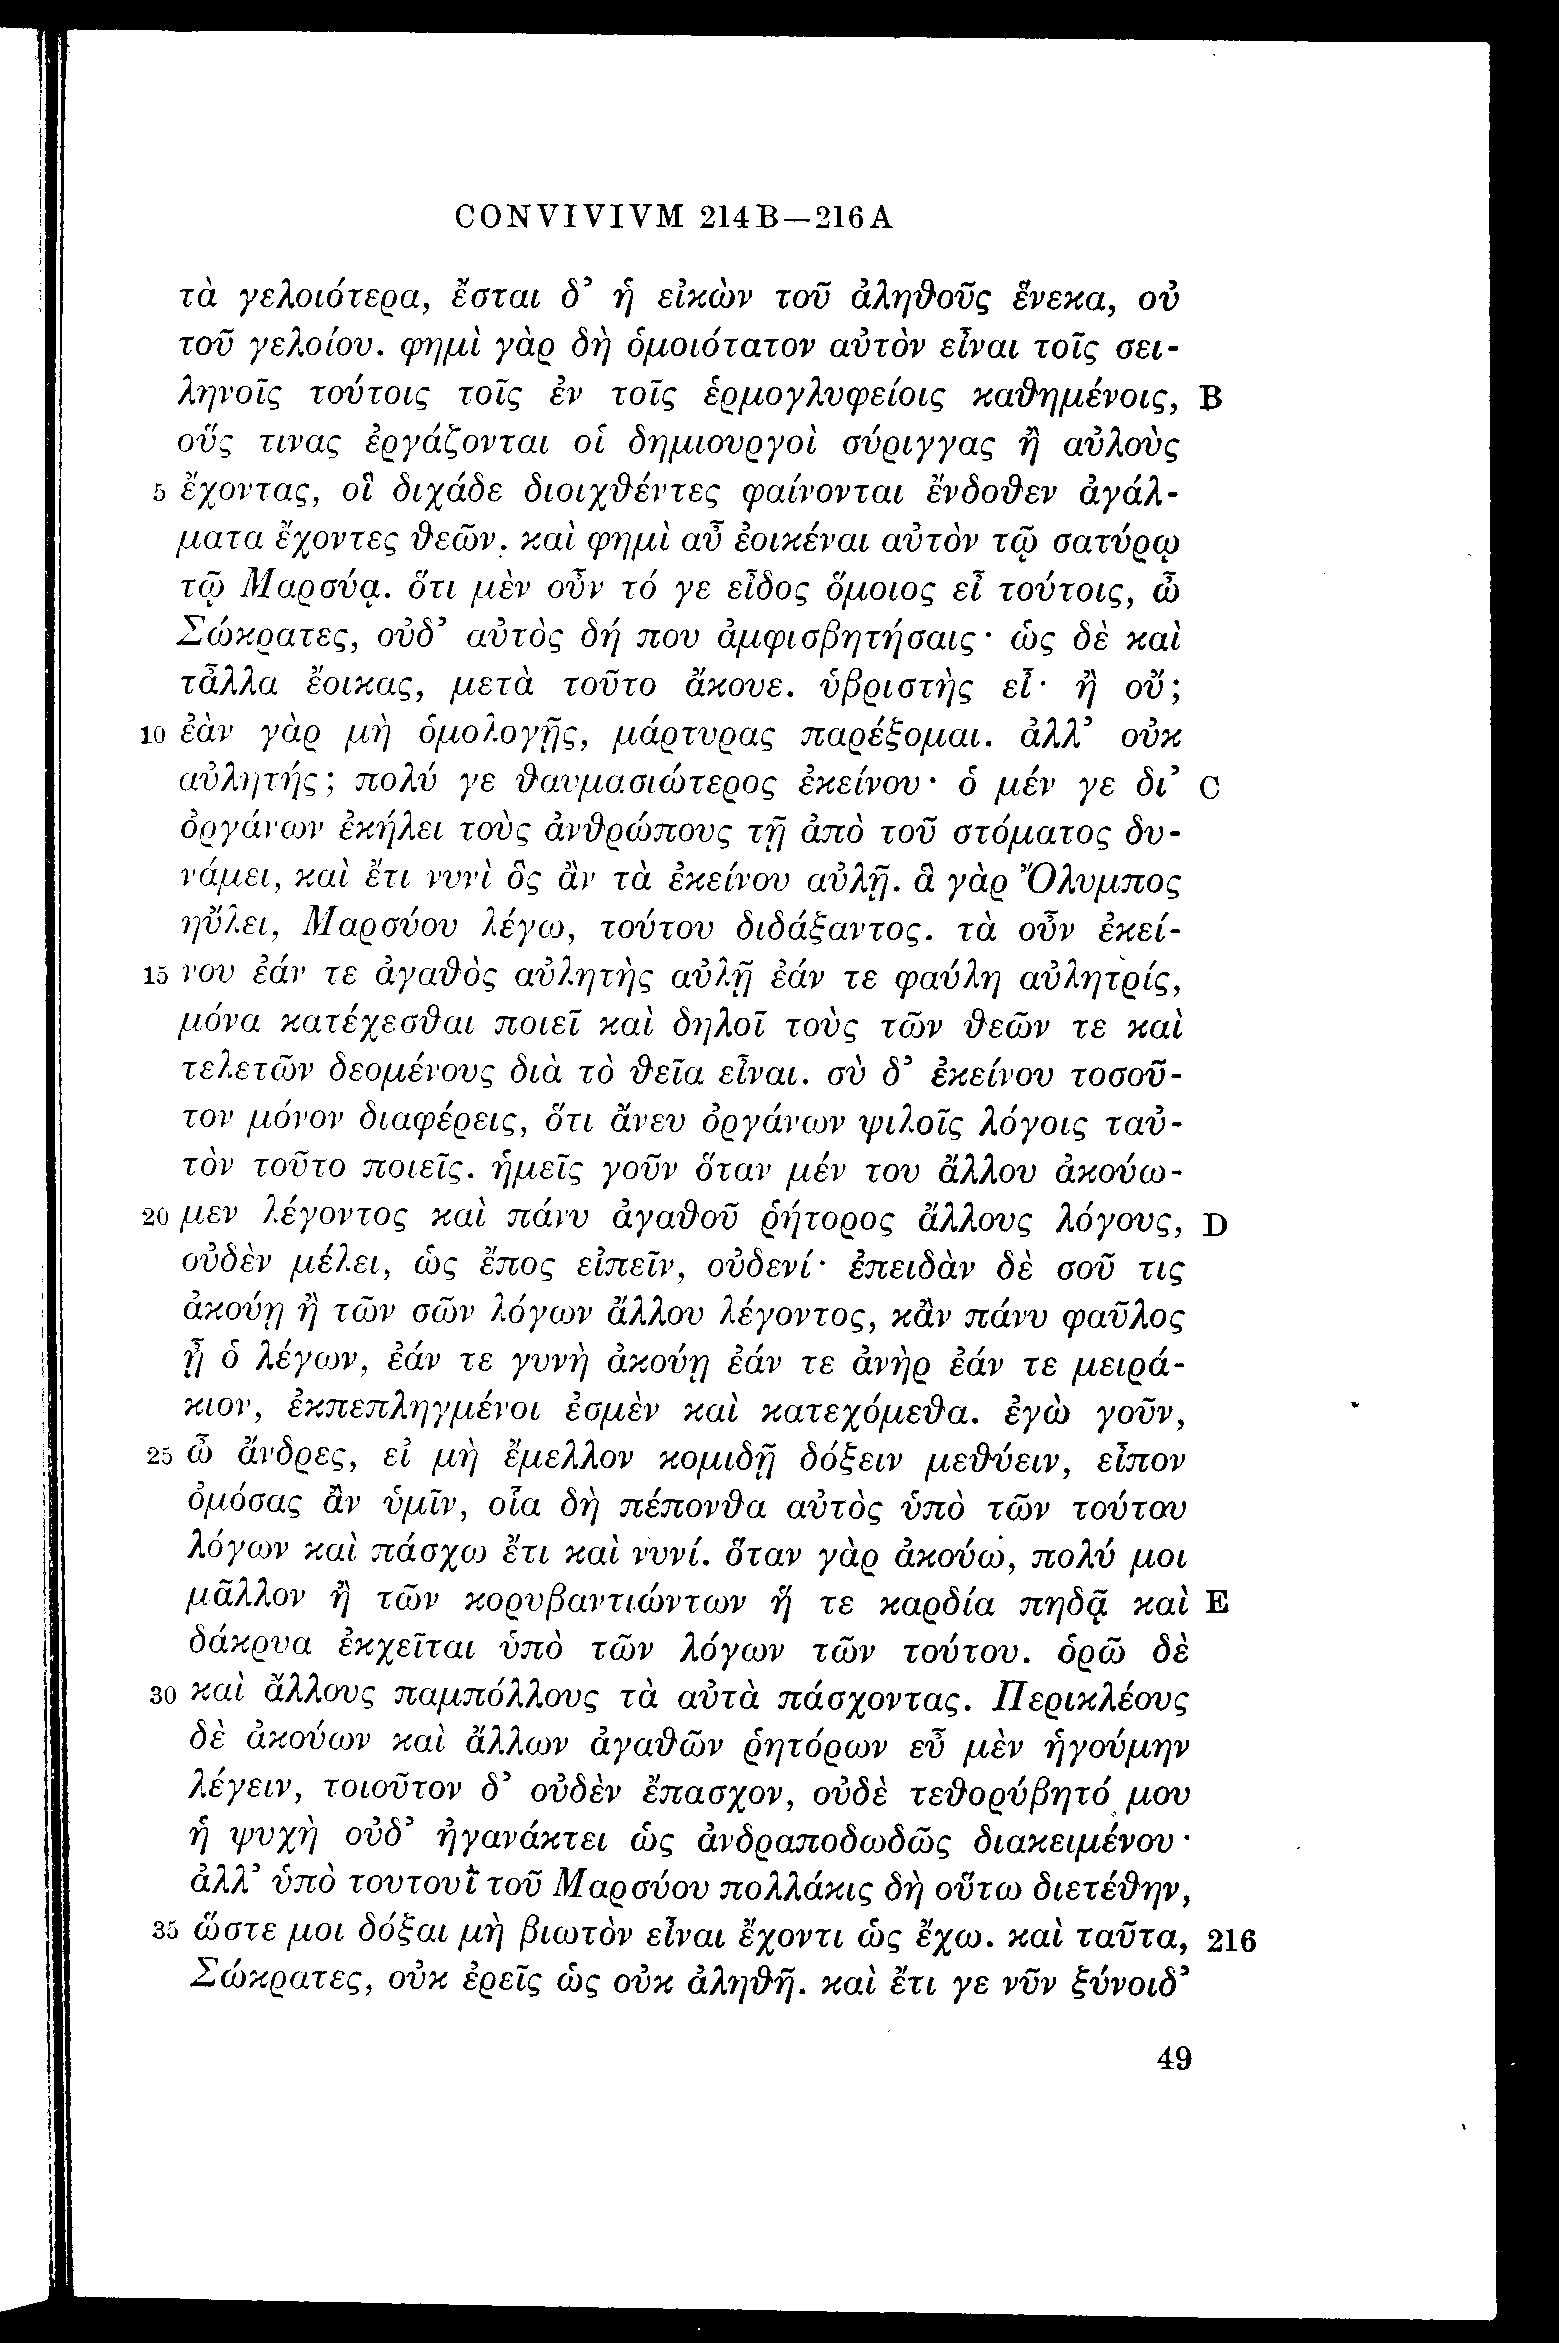 CONVIVIVM 214B—216A
τὰ γελοιότερα, ἔσται δ’ ἡ εἰκὼν τοῦ ἀληθοῦς ἕνεκα, οὐ
τοῦ γελοίου. φημὶ γὰρ δὴ ὁμοιότατον αὐτὸν εἶναι τοῖς σει-
ληνοῖς τούτοις τοῖς ἐν τοῖς ἑρμογλυφείοις καθημένοις, B
οὕς τινας ἐργάζονται οἱ δημιουργοὶ σύριγγας ἢ αὐλοὺς
5 ἔχοντας, οἳ διχάδε διοιχθέντες φαίνονται ἔνδοθεν ἀγάλ-
ματα ἔχοντες θεῶν. καὶ φημὶ αὖ ἐοικέναι αὐτὸν τῷ σατύρῳ
τῷ Μαρσύᾳ. ὅτι μὲν οὖν τό γε εἶδος ὅμοιος εἶ τούτοις, ὦ
Σώκρατες, οὐδ’ αὐτὸς δή που ἀμφισβητήσαις· ὡς δὲ καὶ
τἆλλα ἔοικας, μετὰ τοῦτο ἄκουε. ὑβριστὴς εἶ· ἢ οὔ;
10 ἐὰν γὰρ μὴ ὁμολογῇς, μάρτυρας παρέξομαι. ἀλλ’ οὐκ
αὐλητής; πολύ γε θαυμασιώτερος ἐκείνου· ὁ μέν γε δι’ C
ὀργάνων ἐκήλει τοὺς ἀνθρώπους τῇ ἀπὸ τοῦ στόματος δυ-
νάμει, καὶ ἔτι νυνὶ ὃς ἂν τὰ ἐκείνου αὐλῇ. ἃ γὰρ Ὄλυμπος
ηὔλει, Μαρσύου λέγω, τούτου διδάξαντος. τὰ οὖν ἐκεί-
15 νου ἐάν τε ἀγαθὸς αὐλητὴς αὐλῇ ἐάν τε φαύλη αὐλητρίς,
μόνα κατέχεσθαι ποιεῖ καὶ δηλοῖ τοὺς τῶν θεῶν τε καὶ
τελετῶν δεομένους διὰ τὸ θεῖα εἶναι. σὺ δ’ ἐκείνου τοσοῦ-
τον μόνον διαφέρεις, ὅτι ἄνευ ὀργάνων ψιλοῖς λόγοις ταὐ-
τὸν τοῦτο ποιεῖς. ἡμεῖς γοῦν ὅταν μέν του ἄλλου ἀκούω-
20 μεν λέγοντος καὶ πάνυ ἀγαθοῦ ῥήτορος ἄλλους λόγους, D
οὐδὲν μέλει, ὡς ἔπος εἰπεῖν, οὐδενί· ἐπειδὰν δὲ σοῦ τις
ἀκούῃ ἢ τῶν σῶν λόγων ἄλλου λέγοντος, κἂν πάνυ φαῦλος
ᾖ ὁ λέγων, ἐάν τε γυνὴ ἀκούῃ ἐάν τε ἀνὴρ ἐάν τε μειρά-
κιον, ἐκπεπληγμένοι ἐσμὲν καὶ κατεχόμεθα. ἐγὼ γοῦν,
25 ὦ ἄνδρες, εἰ μὴ ἔμελλον κομιδῇ δόξειν μεθύειν, εἶπον
ὀμόσας ἂν ὑμῖν, οἷα δὴ πέπονθα αὐτὸς ὑπὸ τῶν τούτου
λόγων καὶ πάσχω ἔτι καὶ νυνί. ὅταν γὰρ ἀκούω, πολύ μοι
μᾶλλον ἢ τῶν κορυβαντιώντων ἥ τε καρδία πηδᾷ καὶ E
δάκρυα ἐκχεῖται ὑπὸ τῶν λόγων τῶν τούτου. ὁρῶ δὲ
30 καὶ ἄλλους παμπόλλους τὰ αὐτὰ πάσχοντας. Περικλέους
δὲ ἀκούων καὶ ἄλλων ἀγαθῶν ῥητόρων εὖ μὲν ἡγούμην
λέγειν, τοιοῦτον δ’ οὐδὲν ἔπασχον, οὐδὲ τεθορύβητό μου
ἡ ψυχὴ οὐδ’ ἠγανάκτει ὡς ἀνδραποδωδῶς διακειμένου·
ἀλλ’ ὑπὸ τουτουῒ τοῦ Μαρσύου πολλάκις δὴ οὕτω διετέθην,
35 ὥστε μοι δόξαι μὴ βιωτὸν εἶναι ἔχοντι ὡς ἔχω. καὶ ταῦτα, 216
Σώκρατες, οὐκ ἐρεῖς ὡς οὐκ ἀληθῆ. καὶ ἔτι γε νῦν ξύνοιδ’
49